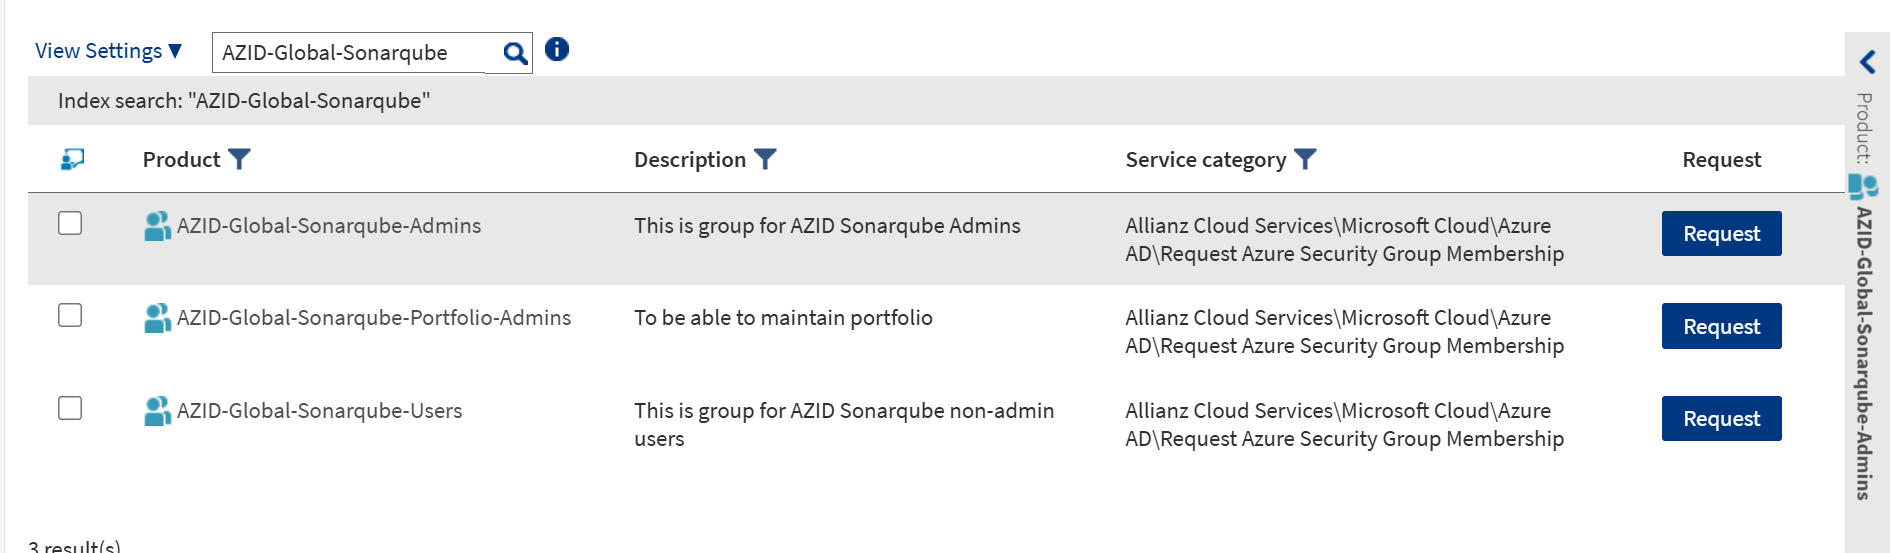 View Settings ▼
AZID-Global-Sonarqube
Index search: "AZID-Global-Sonarqube"
Product Description Service category Request
AZID-Global-Sonarqube-Admins This is group for AZID Sonarqube Admins Allianz Cloud Services\Microsoft Cloud\Azure
AD\Request Azure Security Group Membership
Request
AZID-Global-Sonarqube-Portfolio-Admins To be able to maintain portfolio Allianz Cloud Services\Microsoft Cloud\Azure
AD\Request Azure Security Group Membership
Request
AZID-Global-Sonarqube-Users This is group for AZID Sonarqube non-admin Allianz Cloud Services\Microsoft Cloud\Azure
users AD\Request Azure Security Group Membership
Request
3 result(s)
Product: AZID-Global-Sonarqube-Admins